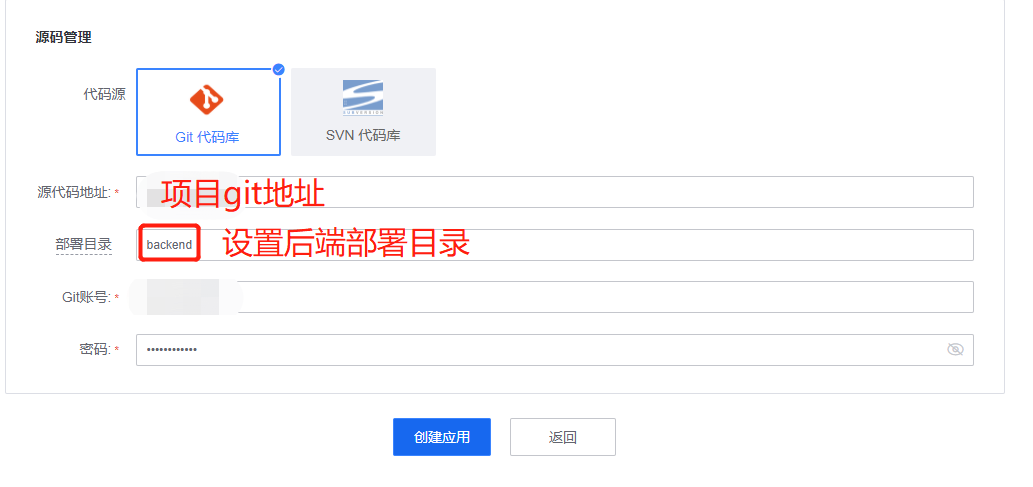 源码管理
代码源
Git 代码库
SUBVERSION
SVN 代码库
源代码地址: *
项目git地址
部署目录
backend
设置后端部署目录
Git账号: *
密码: *
••••••••••••
创建应用
返回